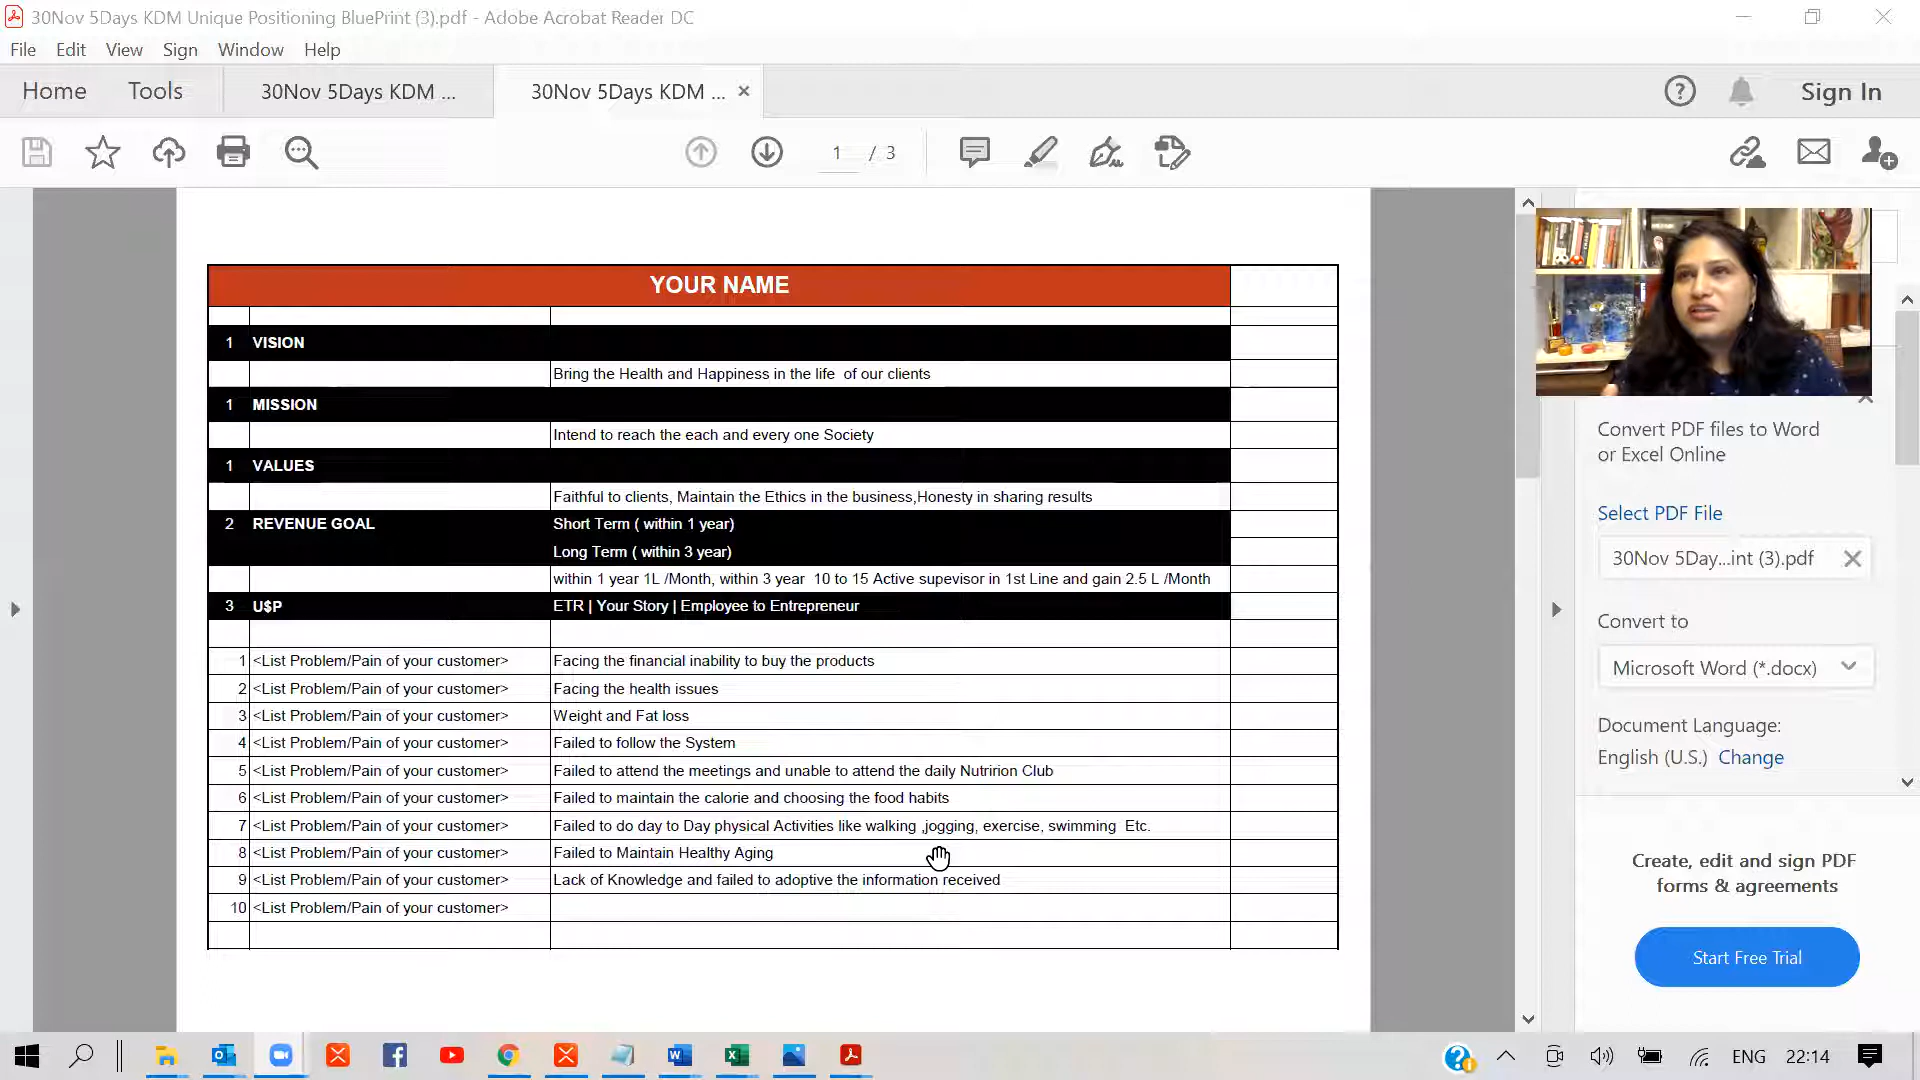 30Nov 5Days KDM Unique Positioning BluePrint (3).pdf - Adobe Acrobat Reader DC
File Edit View Sign Window Help
Home Tools 30Nov 5Days KDM ... 30Nov 5Days KDM ... Sign In
1 / 3
YOUR NAME
1 VISION
Bring the Health and Happiness in the life of our clients
1 MISSION
Intend to reach the each and every one Society
1 VALUES
Faithful to clients, Maintain the Ethics in the business,Honesty in sharing results
2 REVENUE GOAL Short Term ( within 1 year)
Long Term ( within 3 year)
within 1 year 1L /Month, within 3 year 10 to 15 Active supevisor in 1st Line and gain 2.5 L /Month
3 U$P ETR | Your Story | Employee to Entrepreneur
1 <List Problem/Pain of your customer> Facing the financial inability to buy the products
2 <List Problem/Pain of your customer> Facing the health issues
3 <List Problem/Pain of your customer> Weight and Fat loss
4 <List Problem/Pain of your customer> Failed to follow the System
5 <List Problem/Pain of your customer> Failed to attend the meetings and unable to attend the daily Nutririon Club
6 <List Problem/Pain of your customer> Failed to maintain the calorie and choosing the food habits
7 <List Problem/Pain of your customer> Failed to do day to Day physical Activities like walking ,jogging, exercise, swimming Etc.
8 <List Problem/Pain of your customer> Failed to Maintain Healthy Aging
9 <List Problem/Pain of your customer> Lack of Knowledge and failed to adoptive the information received
10 <List Problem/Pain of your customer>
Convert PDF files to Word
or Excel Online
Select PDF File
30Nov 5Day...int (3).pdf
Convert to
Microsoft Word (*.docx)
Document Language:
English (U.S.) Change
Create, edit and sign PDF
forms & agreements
Start Free Trial
ENG 22:14